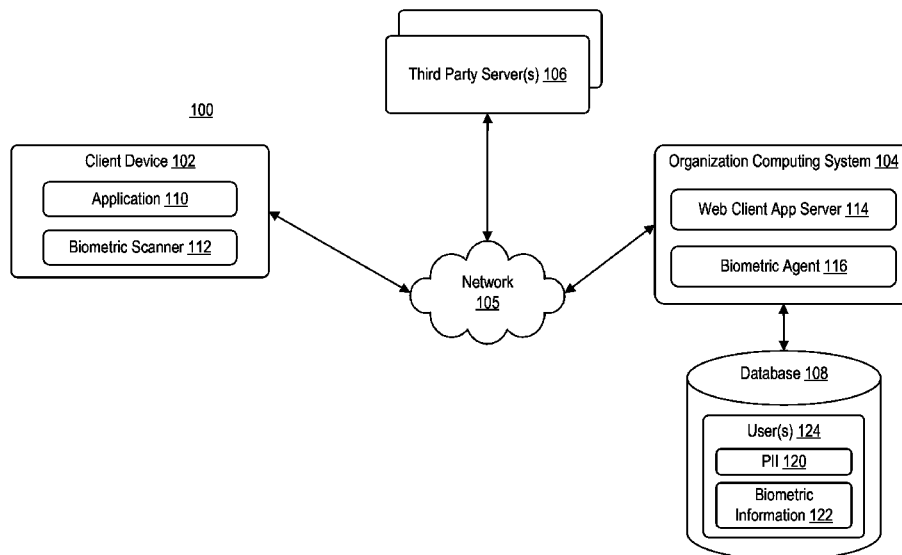 Third Party Server(s) 106
100
Client Device 102
Application 110
Biometric Scanner 112
Network
105
Organization Computing System 104
Web Client App Server 114
Biometric Agent 116
Database 108
User(s) 124
PII 120
Biometric
Information 122